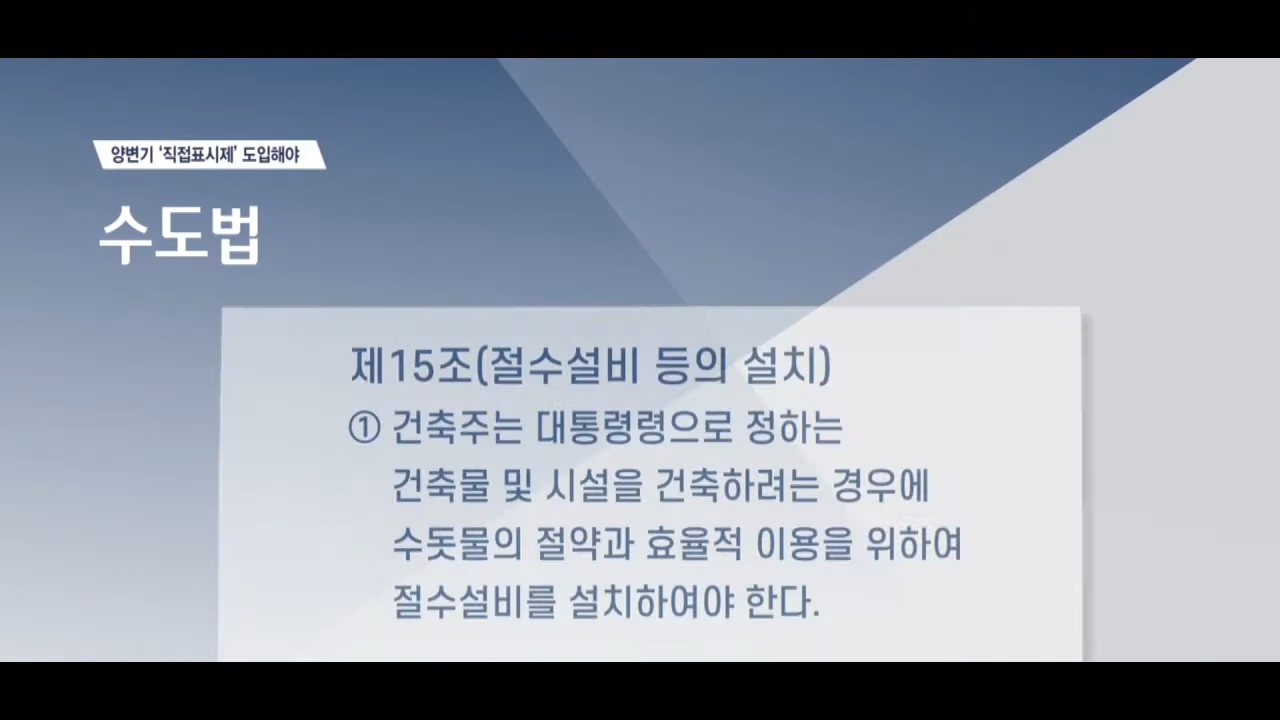 양변기 ‘직접표시제’ 도입해야
수도법
제15조(절수설비 등의 설치)
① 건축주는 대통령령으로 정하는
건축물 및 시설을 건축하려는 경우에
수돗물의 절약과 효율적 이용을 위하여
절수설비를 설치하여야 한다.